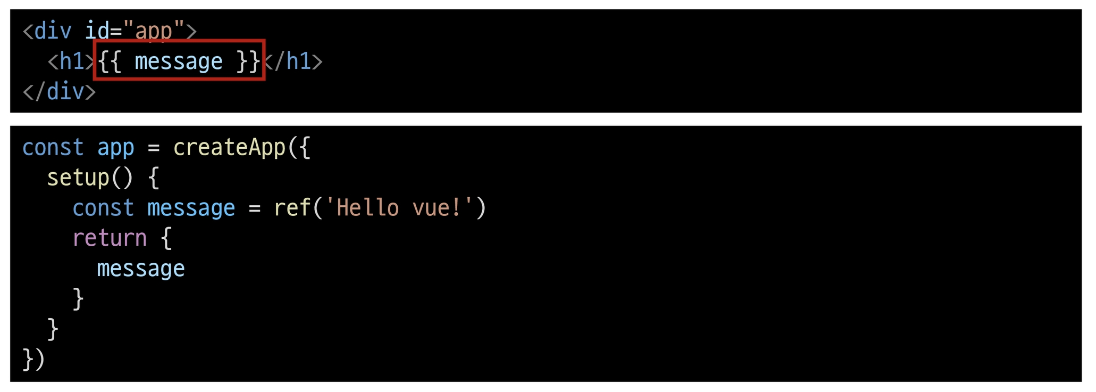 <div id="app">
  <h1>{{ message }}</h1>
</div>
const app = createApp({
  setup() {
    const message = ref('Hello vue!')
    return {
      message
    }
  }
})